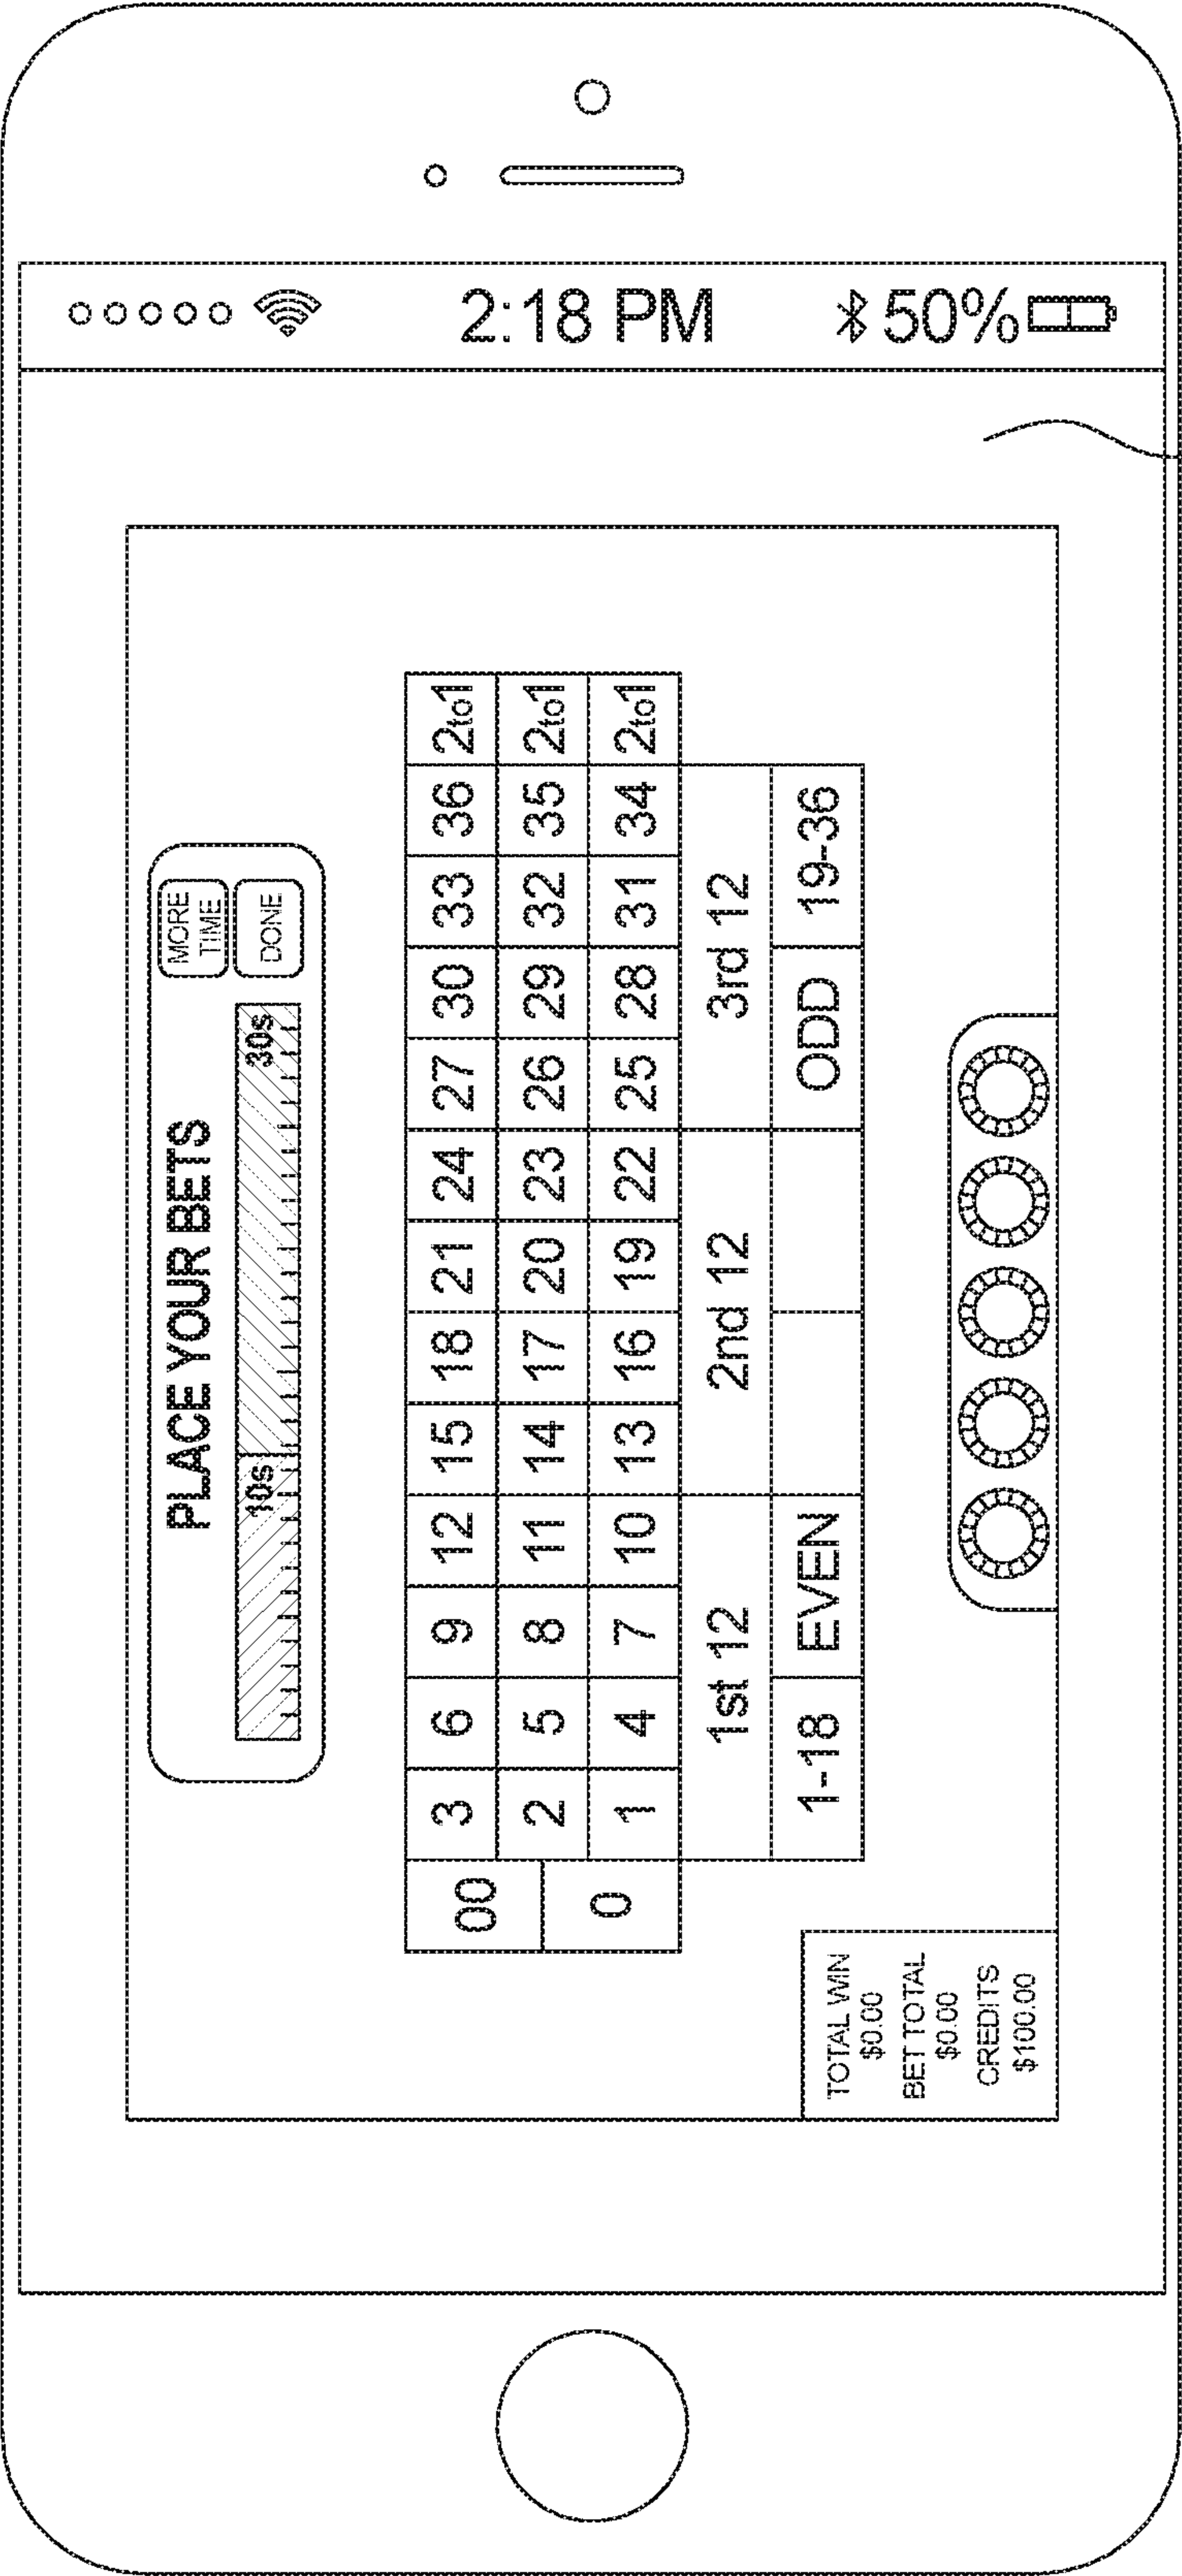 2:18 PM
50%
PLACE YOUR BETS
MORE
TIME
DONE
10s
30s
00
0
3 6 9 12 15 18 21 24 27 30 33 36 2to1
2 5 8 11 14 17 20 23 26 29 32 35 2to1
1 4 7 10 13 16 19 22 25 28 31 34 2to1
1st 12
2nd 12
3rd 12
1-18
EVEN
ODD
19-36
TOTAL WIN
$0.00
BET TOTAL
$0.00
CREDITS
$100.00